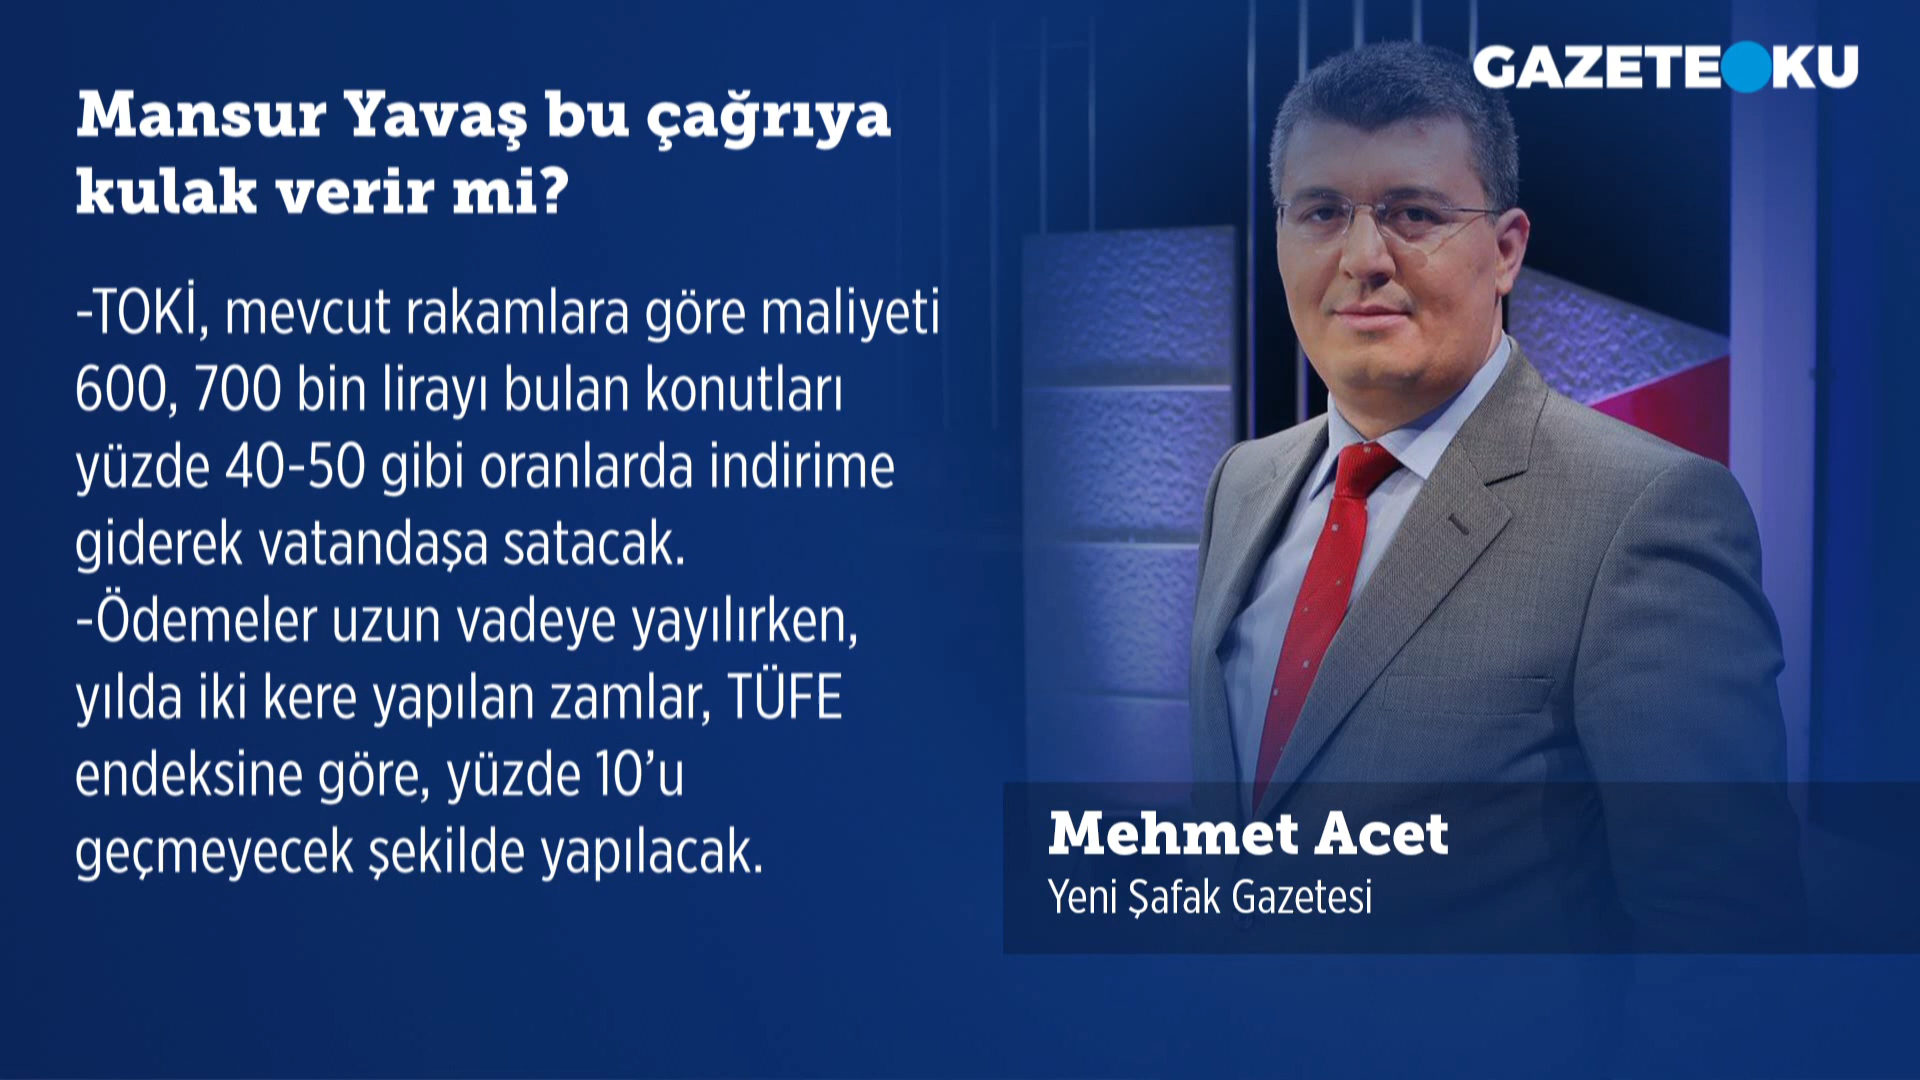 GAZETEOKU
Mansur Yavaş bu çağrıya
kulak verir mi?
-TOKİ, mevcut rakamlara göre maliyeti
600, 700 bin lirayı bulan konutları
yüzde 40-50 gibi oranlarda indirime
giderek vatandaşa satacak.
-Ödemeler uzun vadeye yayılırken,
yılda iki kere yapılan zamlar, TÜFE
endeksine göre, yüzde 10’u
geçmeyecek şekilde yapılacak.
Mehmet Acet
Yeni Şafak Gazetesi